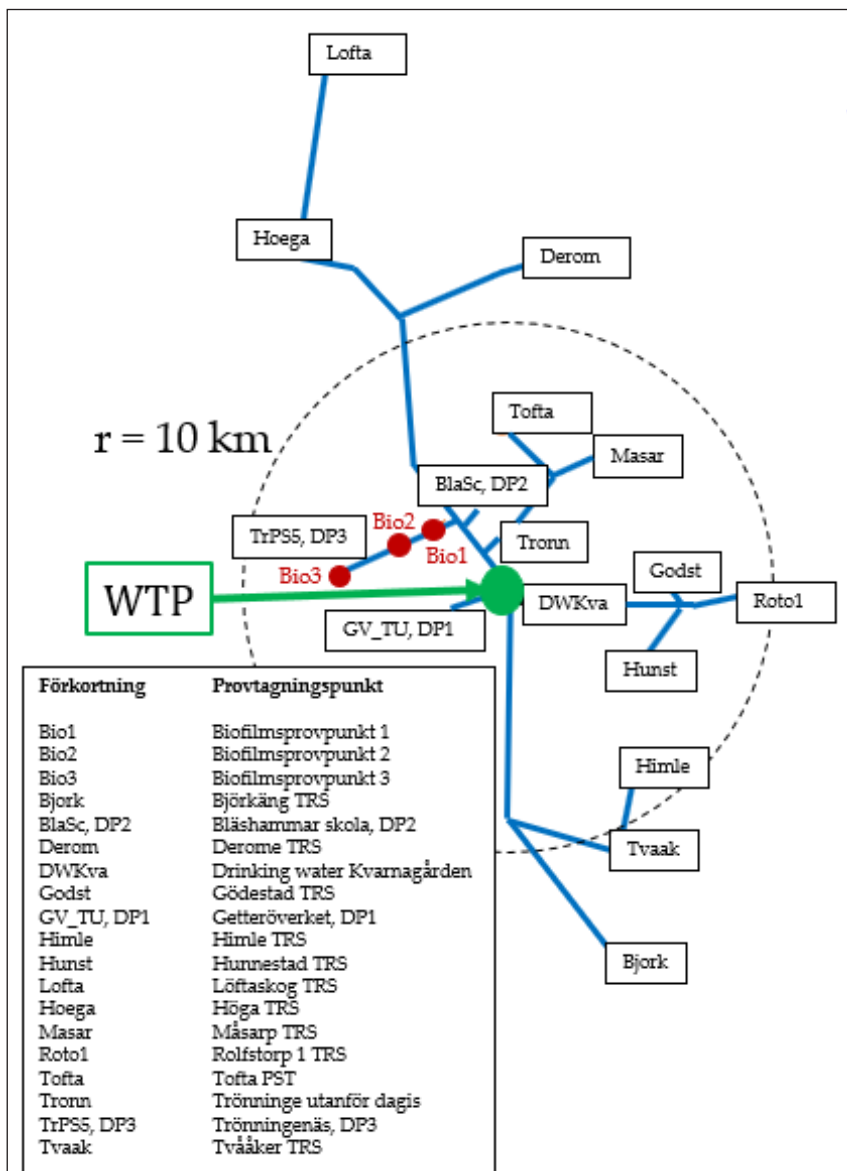 Lofta
Hoega
Derom
r = 10 km
Tofta
Masar
BlaSc, DP2
TrPS5, DP3
Bio2
Bio1
Tronn
Bio3
WTP
Godst
DWKva
Roto1
GV_TU, DP1
Hunst
Himle
Tvaak
Bjork
Förkortning Provtagningspunkt
Bio1 Biofilmsprovpunkt 1
Bio2 Biofilmsprovpunkt 2
Bio3 Biofilmsprovpunkt 3
Bjork Björkäng TRS
BlaSc, DP2 Bläshammar skola, DP2
Derom Derome TRS
DWKva Drinking water Kvarnagården
Godst Gödestad TRS
GV_TU, DP1 Getteröverket, DP1
Himle Himle TRS
Hunst Hunnestad TRS
Lofta Löftaskog TRS
Hoega Höga TRS
Masar Måsarp TRS
Roto1 Rolfstorp 1 TRS
Tofta Tofta PST
Tronn Trönninge utanför dagis
TrPS5, DP3 Trönningenäs, DP3
Tvaak Tvååker TRS